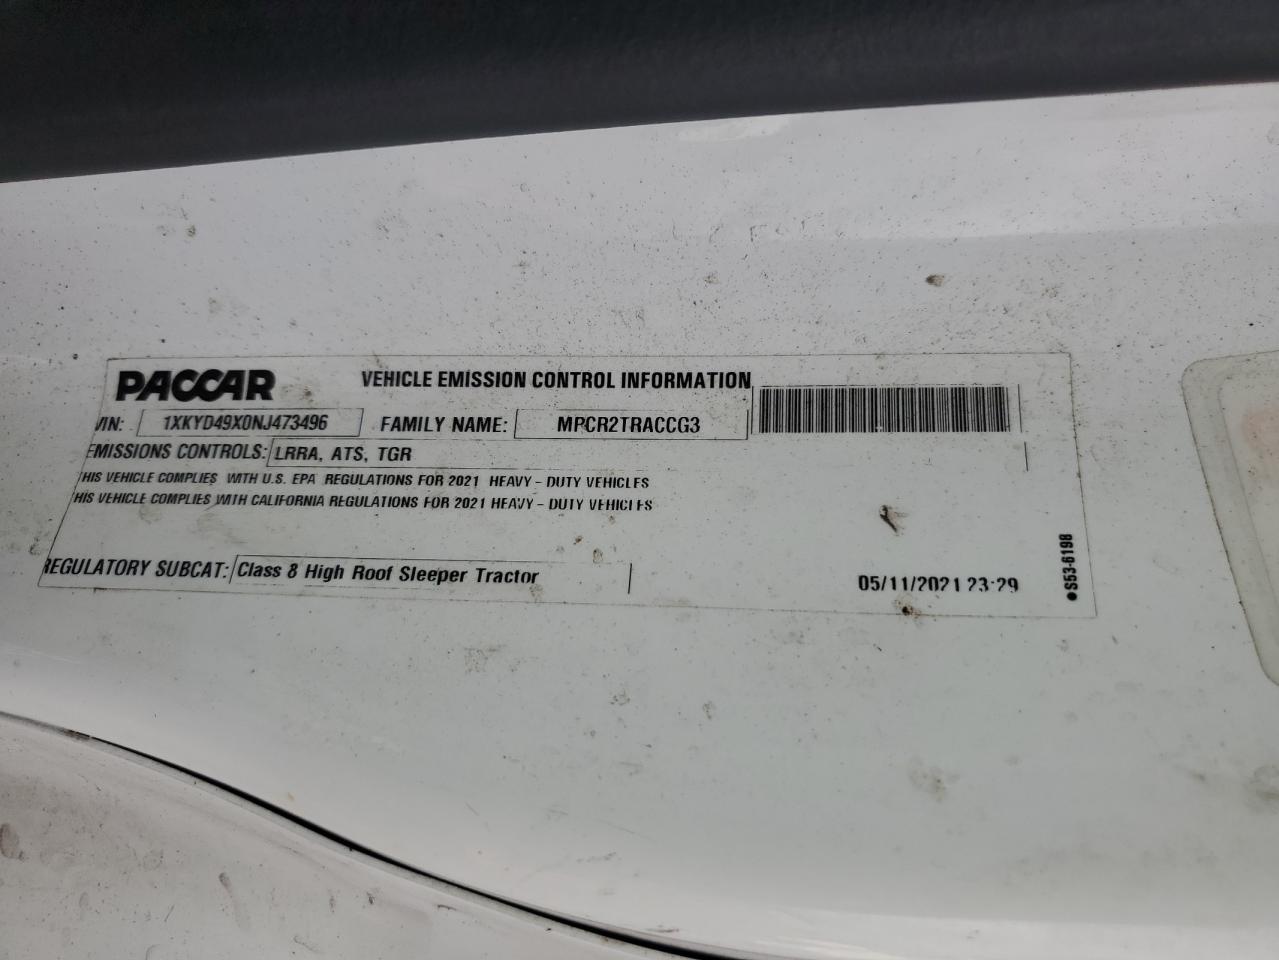 PACCAR VEHICLE EMISSION CONTROL INFORMATION
VIN: 1XKYD49X0NJ473496 FAMILY NAME: MPCR2TRACCG3
EMISSIONS CONTROLS: LRRA, ATS, TGR
THIS VEHICLE COMPLIES WITH U.S. EPA REGULATIONS FOR 2021 HEAVY - DUTY VEHICLES
THIS VEHICLE COMPLIES WITH CALIFORNIA REGULATIONS FOR 2021 HEAVY - DUTY VEHICLES
REGULATORY SUBCAT: Class 8 High Roof Sleeper Tractor
05/11/2021 23:29
●S53-6198